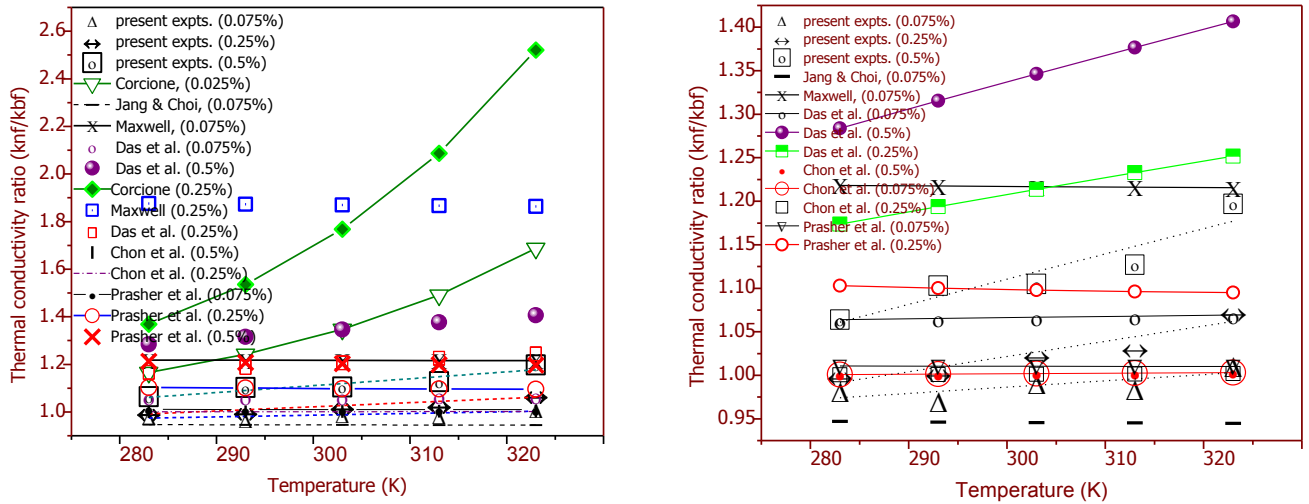 Thermal conductivity ratio (knf/kbf)
2.6
2.4
2.2
2.0
1.8
1.6
1.4
1.2
1.0
present expts. (0.075%)
present expts. (0.25%)
present expts. (0.5%)
Corcione, (0.025%)
Jang & Choi, (0.075%)
Maxwell, (0.075%)
Das et al. (0.075%)
Das et al. (0.5%)
Corcione (0.25%)
Maxwell (0.25%)
Das et al. (0.25%)
Chon et al. (0.5%)
Chon et al. (0.25%)
Prasher et al. (0.075%)
Prasher et al. (0.25%)
Prasher et al. (0.5%)
280 290 300 310 320
Temperature (K)
Thermal conductivity ratio (knf/kbf)
1.40
1.35
1.30
1.25
1.20
1.15
1.10
1.05
1.00
0.95
present expts. (0.075%)
present expts. (0.25%)
present expts. (0.5%)
Jang & Choi, (0.075%)
Maxwell, (0.075%)
Das et al. (0.075%)
Das et al. (0.5%)
Das et al. (0.25%)
Chon et al. (0.5%)
Chon et al. (0.075%)
Chon et al. (0.25%)
Prasher et al. (0.075%)
Prasher et al. (0.25%)
280 290 300 310 320
Temperature (K)